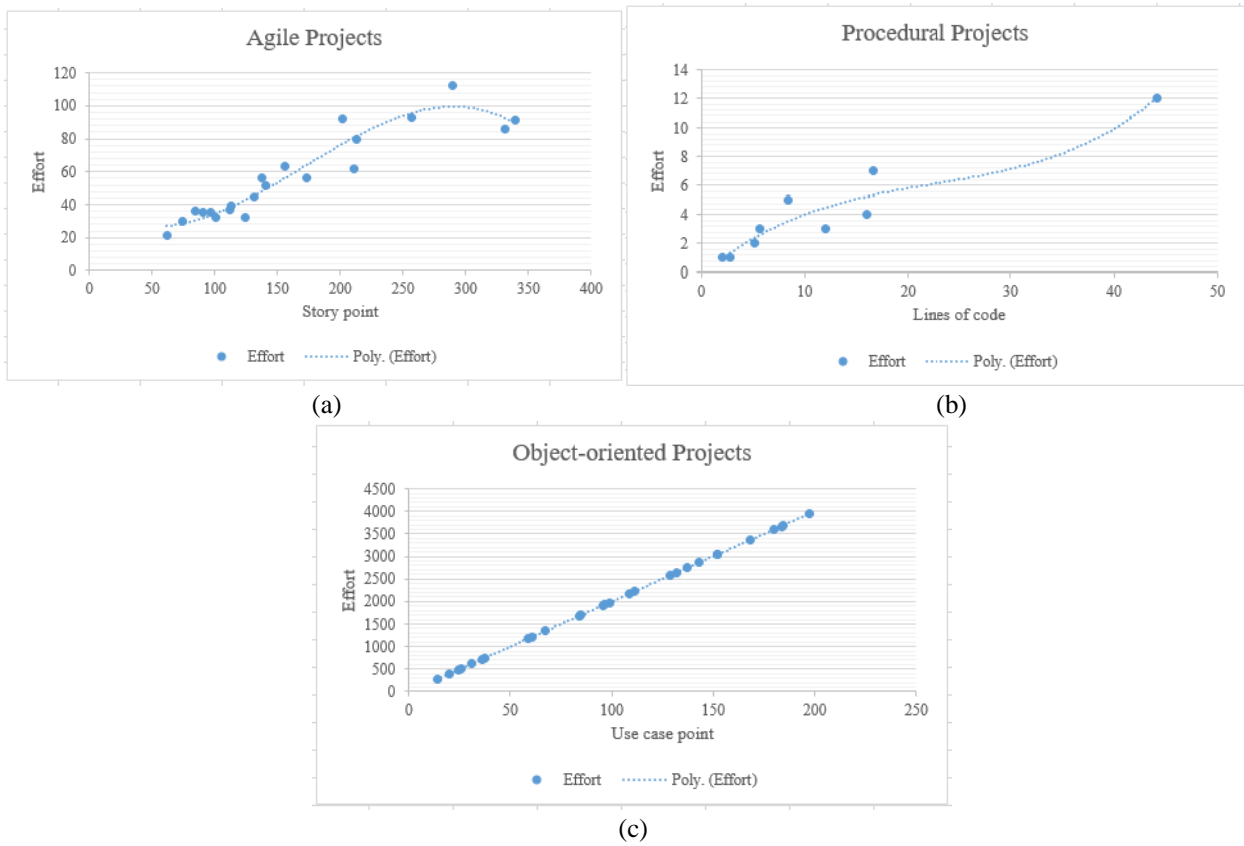 Agile Projects
120
100
80
60
40
20
0
Effort
0 50 100 150 200 250 300 350 400
Story point
Effort Poly. (Effort)
(a)
Procedural Projects
14
12
10
8
6
4
2
0
Effort
0 10 20 30 40 50
Lines of code
Effort Poly. (Effort)
(b)
Object-oriented Projects
4500
4000
3500
3000
2500
2000
1500
1000
500
0
Effort
0 50 100 150 200 250
Use case point
Effort Poly. (Effort)
(c)